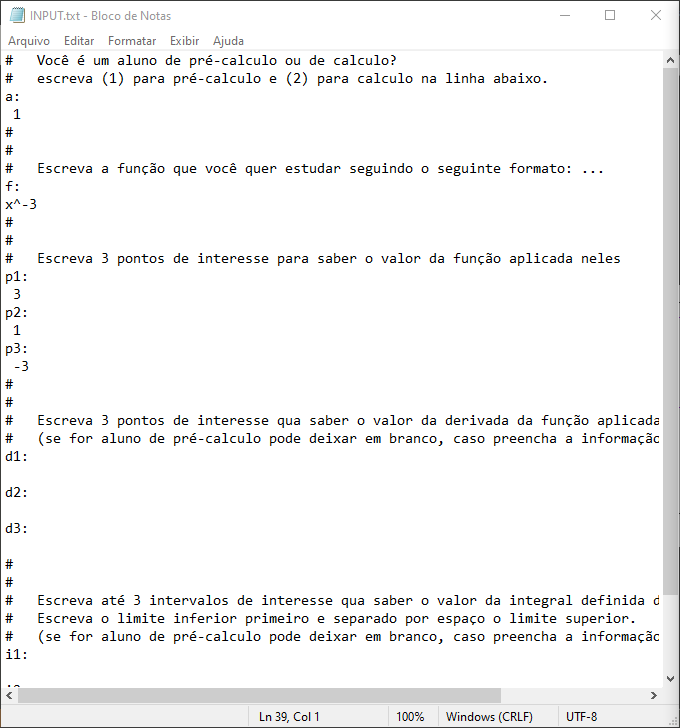 INPUT.txt - Bloco de Notas
Arquivo Editar Formatar Exibir Ajuda
# Você é um aluno de pré-calculo ou de calculo?
# escreva (1) para pré-calculo e (2) para calculo na linha abaixo.
a:
1
#
#
# Escreva a função que você quer estudar seguindo o seguinte formato: ...
f:
x^-3
#
#
# Escreva 3 pontos de interesse para saber o valor da função aplicada neles
p1:
3
p2:
1
p3:
-3
#
#
# Escreva 3 pontos de interesse qua saber o valor da derivada da função aplicada
# (se for aluno de pré-calculo pode deixar em branco, caso preencha a informação
d1:
d2:
d3:
#
#
# Escreva até 3 intervalos de interesse qua saber o valor da integral definida d
# Escreva o limite inferior primeiro e separado por espaço o limite superior.
# (se for aluno de pré-calculo pode deixar em branco, caso preencha a informação
i1:
Ln 39, Col 1 100% Windows (CRLF) UTF-8